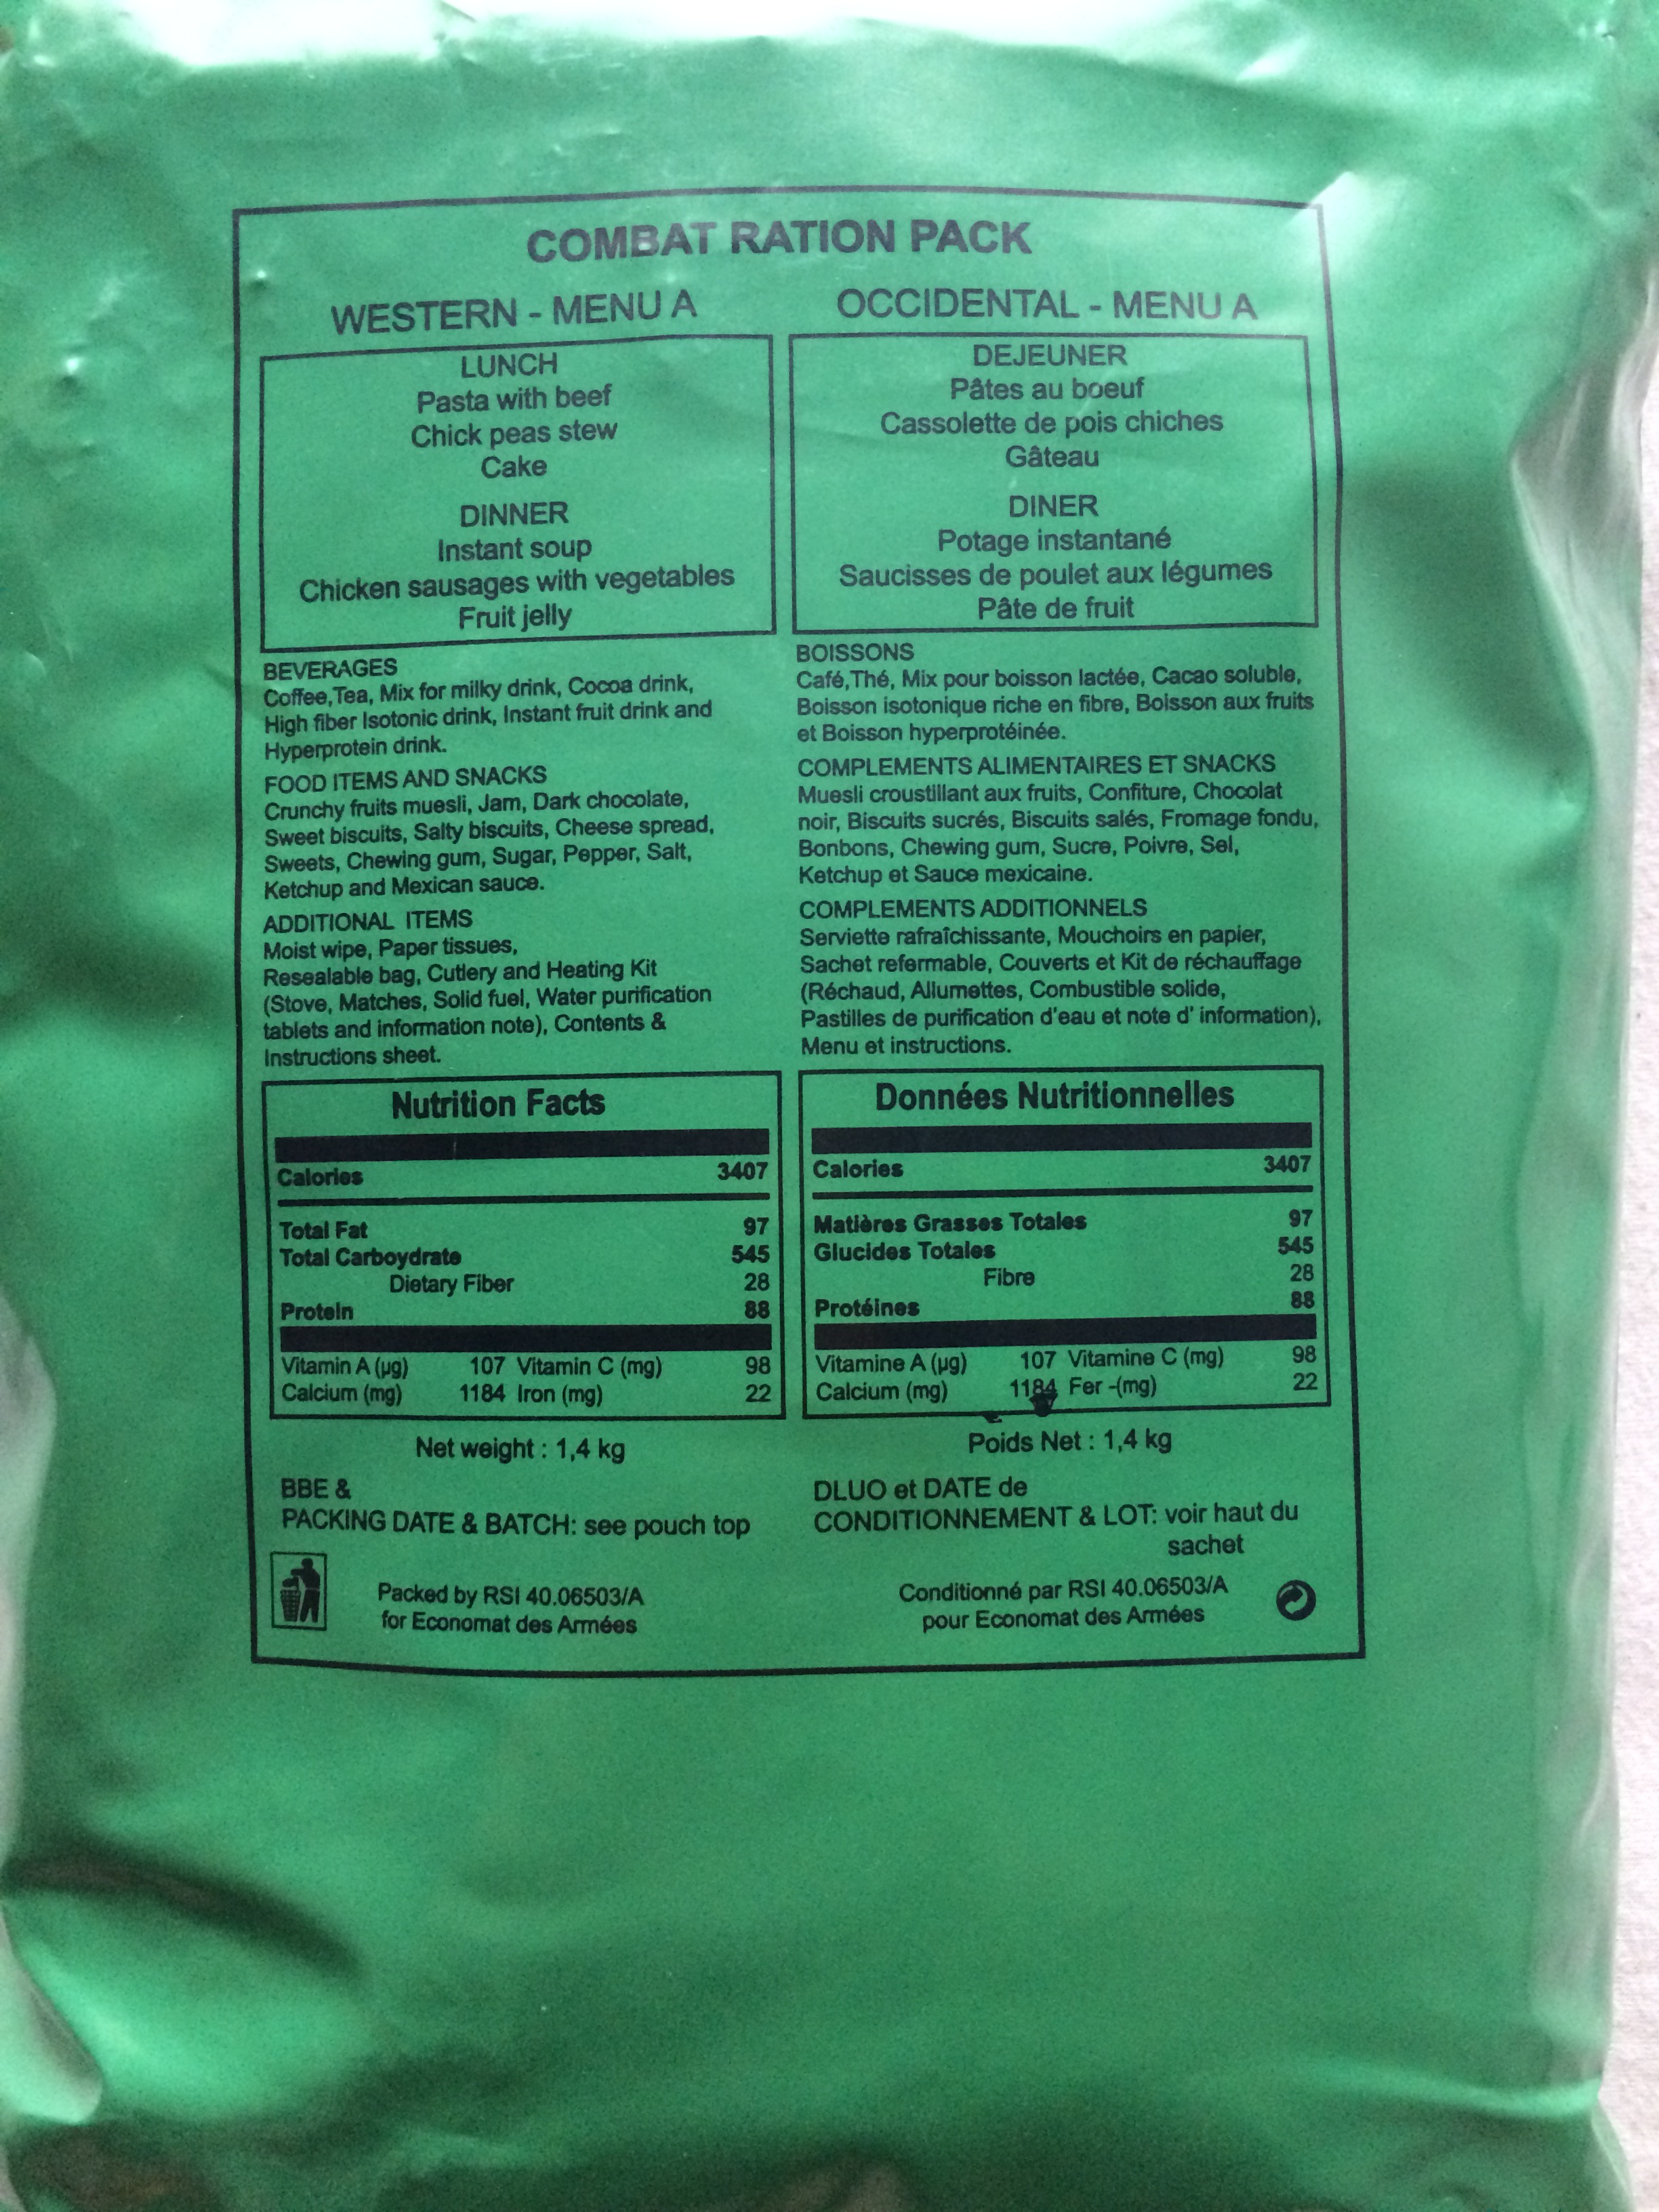 COMBAT RATION PACK
WESTERN - MENU A
LUNCH
Pasta with beef
Chick peas stew
Cake
DINNER
Instant soup
Chicken sausages with vegetables
Fruit jelly
BEVERAGES
Coffee,Tea, Mix for milky drink, Cocoa drink,
High fiber Isotonic drink, Instant fruit drink and
Hyperprotein drink.
FOOD ITEMS AND SNACKS
Crunchy fruits muesli, Jam, Dark chocolate,
Sweet biscuits, Salty biscuits, Cheese spread,
Sweets, Chewing gum, Sugar, Pepper, Salt,
Ketchup and Mexican sauce.
ADDITIONAL ITEMS
Moist wipe, Paper tissues,
Resealable bag, Cutlery and Heating Kit
(Stove, Matches, Solid fuel, Water purification
tablets and information note), Contents &
Instructions sheet.
Nutrition Facts
Calories 3407
Total Fat 97
Total Carboydrate 545
Dietary Fiber 28
Protein 88
Vitamin A (µg) 107 Vitamin C (mg) 98
Calcium (mg) 1184 Iron (mg) 22
Net weight : 1,4 kg
BBE &
PACKING DATE & BATCH: see pouch top
Packed by RSI 40.06503/A
for Economat des Armées
OCCIDENTAL - MENU A
DEJEUNER
Pâtes au boeuf
Cassolette de pois chiches
Gâteau
DINER
Potage instantané
Saucisses de poulet aux légumes
Pâte de fruit
BOISSONS
Café,Thé, Mix pour boisson lactée, Cacao soluble,
Boisson isotonique riche en fibre, Boisson aux fruits
et Boisson hyperprotéinée.
COMPLEMENTS ALIMENTAIRES ET SNACKS
Muesli croustillant aux fruits, Confiture, Chocolat
noir, Biscuits sucrés, Biscuits salés, Fromage fondu,
Bonbons, Chewing gum, Sucre, Poivre, Sel,
Ketchup et Sauce mexicaine.
COMPLEMENTS ADDITIONNELS
Serviette rafraîchissante, Mouchoirs en papier,
Sachet refermable, Couverts et Kit de réchauffage
(Réchaud, Allumettes, Combustible solide,
Pastilles de purification d'eau et note d' information),
Menu et instructions.
Données Nutritionnelles
Calories 3407
Matières Grasses Totales 97
Glucides Totales 545
Fibre 28
Protéines 88
Vitamine A (µg) 107 Vitamine C (mg) 98
Calcium (mg) 1184 Fer -(mg) 22
Poids Net : 1,4 kg
DLUO et DATE de
CONDITIONNEMENT & LOT: voir haut du
sachet
Conditionné par RSI 40.06503/A
pour Economat des Armées